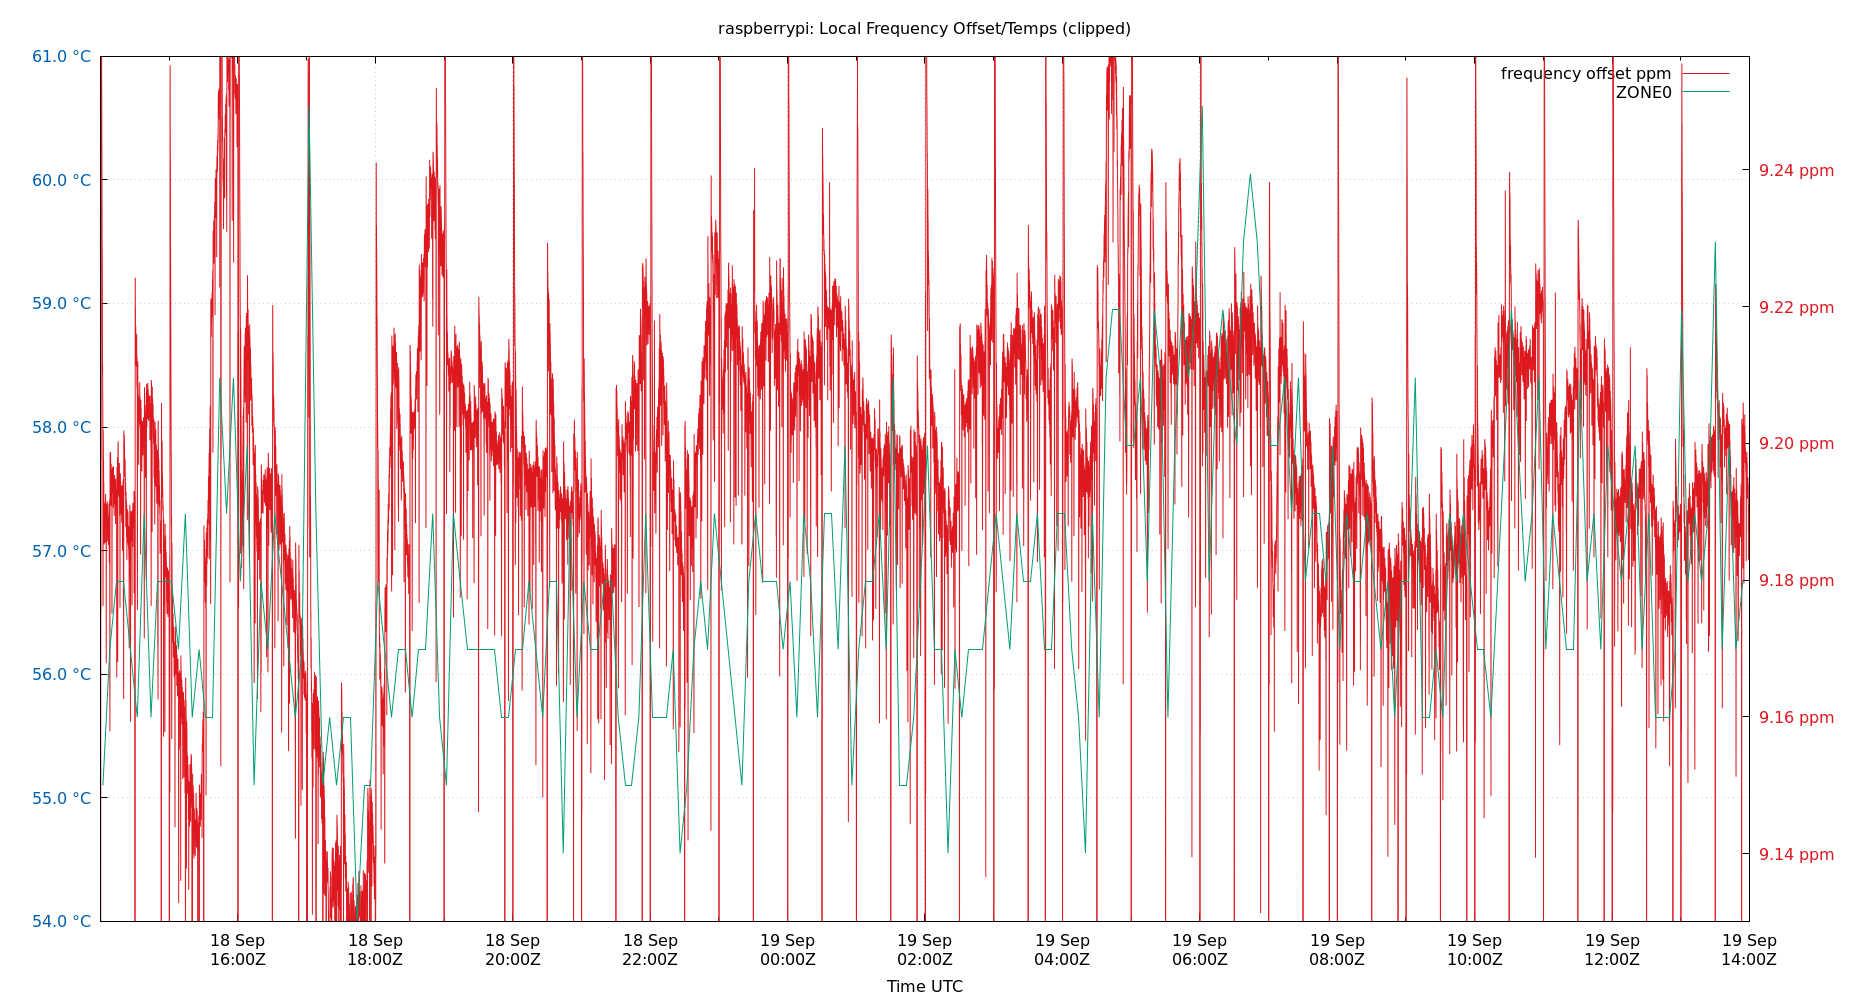 raspberrypi: Local Frequency Offset/Temps (clipped)
61.0 °C
60.0 °C
59.0 °C
58.0 °C
57.0 °C
56.0 °C
55.0 °C
54.0 °C
frequency offset ppm
ZONE0
9.24 ppm
9.22 ppm
9.20 ppm
9.18 ppm
9.16 ppm
9.14 ppm
18 Sep
16:00Z
18 Sep
18:00Z
18 Sep
20:00Z
18 Sep
22:00Z
19 Sep
00:00Z
19 Sep
02:00Z
19 Sep
04:00Z
19 Sep
06:00Z
19 Sep
08:00Z
19 Sep
10:00Z
19 Sep
12:00Z
19 Sep
14:00Z
Time UTC